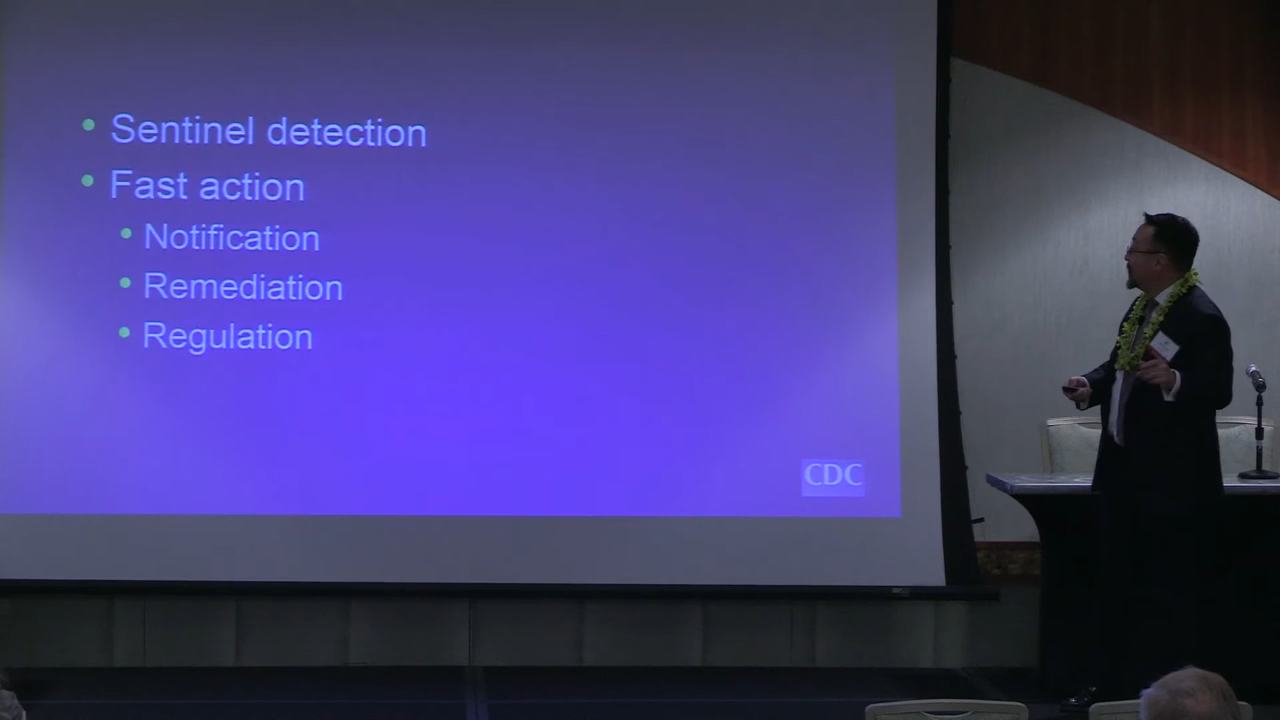 Sentinel detection
Fast action
Notification
Remediation
Regulation
CDC